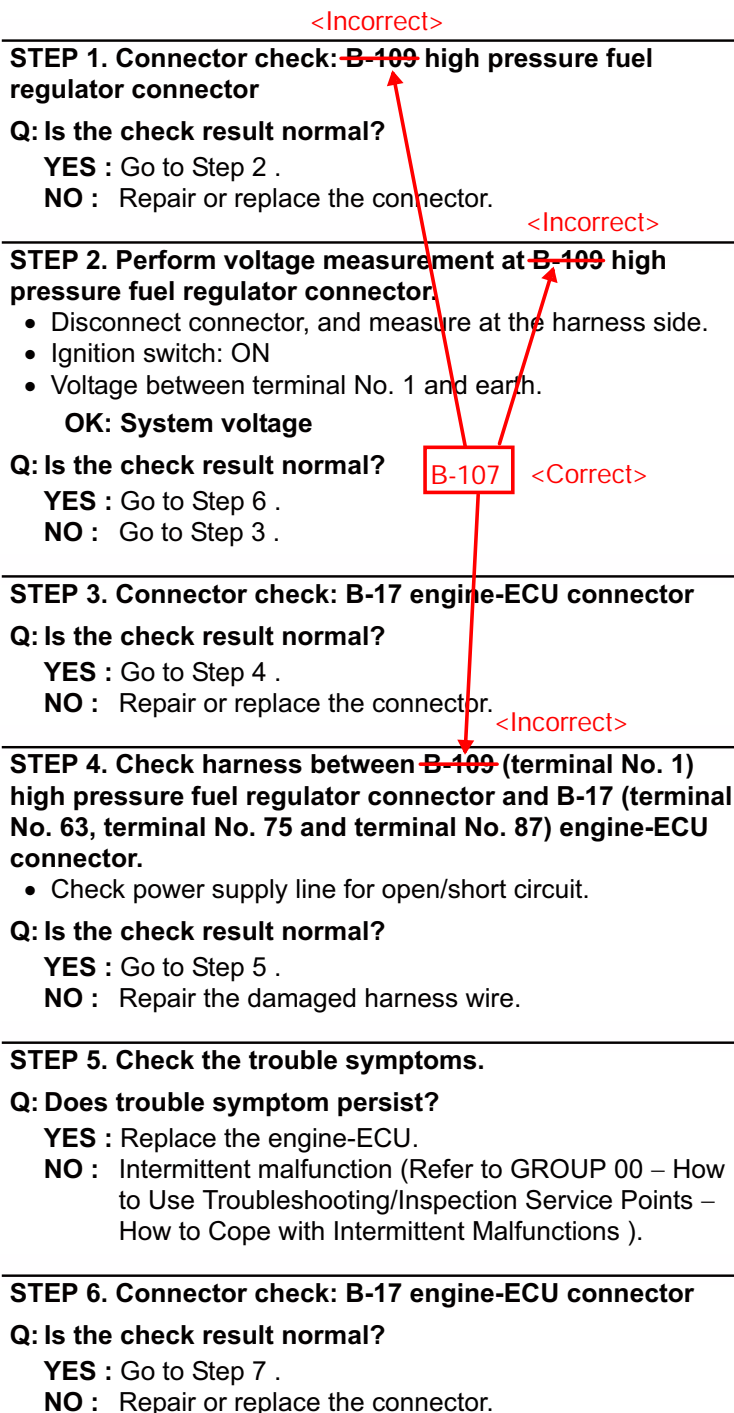 <Incorrect>
STEP 1. Connector check: B-109 high pressure fuel
regulator connector
Q: Is the check result normal?
YES : Go to Step 2 .
NO : Repair or replace the connector.
<Incorrect>
STEP 2. Perform voltage measurement at B-109 high
pressure fuel regulator connector.
• Disconnect connector, and measure at the harness side.
• Ignition switch: ON
• Voltage between terminal No. 1 and earth.
OK: System voltage
Q: Is the check result normal?
B-107 <Correct>
YES : Go to Step 6 .
NO : Go to Step 3 .
STEP 3. Connector check: B-17 engine-ECU connector
Q: Is the check result normal?
YES : Go to Step 4 .
NO : Repair or replace the connector.
<Incorrect>
STEP 4. Check harness between B-109 (terminal No. 1)
high pressure fuel regulator connector and B-17 (terminal
No. 63, terminal No. 75 and terminal No. 87) engine-ECU
connector.
• Check power supply line for open/short circuit.
Q: Is the check result normal?
YES : Go to Step 5 .
NO : Repair the damaged harness wire.
STEP 5. Check the trouble symptoms.
Q: Does trouble symptom persist?
YES : Replace the engine-ECU.
NO : Intermittent malfunction (Refer to GROUP 00 – How
to Use Troubleshooting/Inspection Service Points –
How to Cope with Intermittent Malfunctions ).
STEP 6. Connector check: B-17 engine-ECU connector
Q: Is the check result normal?
YES : Go to Step 7 .
NO : Repair or replace the connector.